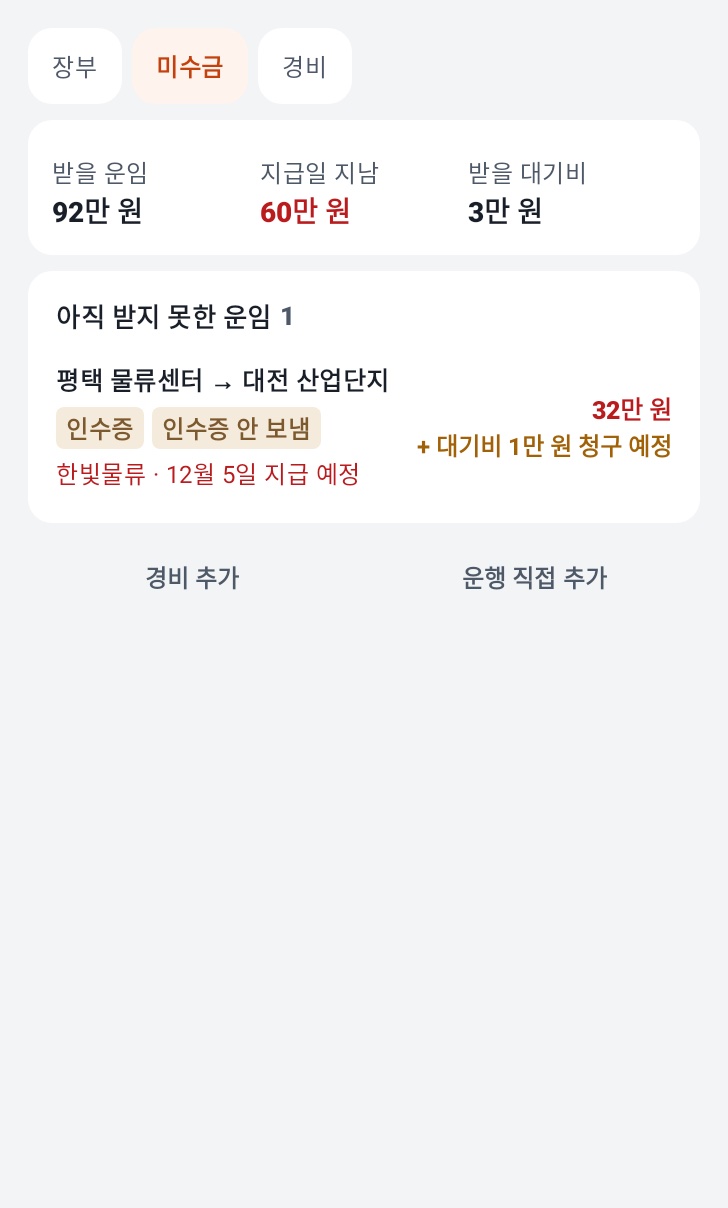 장부 미수금 경비
받을 운임 지급일 지남 받을 대기비
92만 원 60만 원 3만 원
아직 받지 못한 운임 1
평택 물류센터 → 대전 산업단지
32만 원
인수증 인수증 안 보냄
+ 대기비 1만 원 청구 예정
한빛물류 · 12월 5일 지급 예정
경비 추가 운행 직접 추가